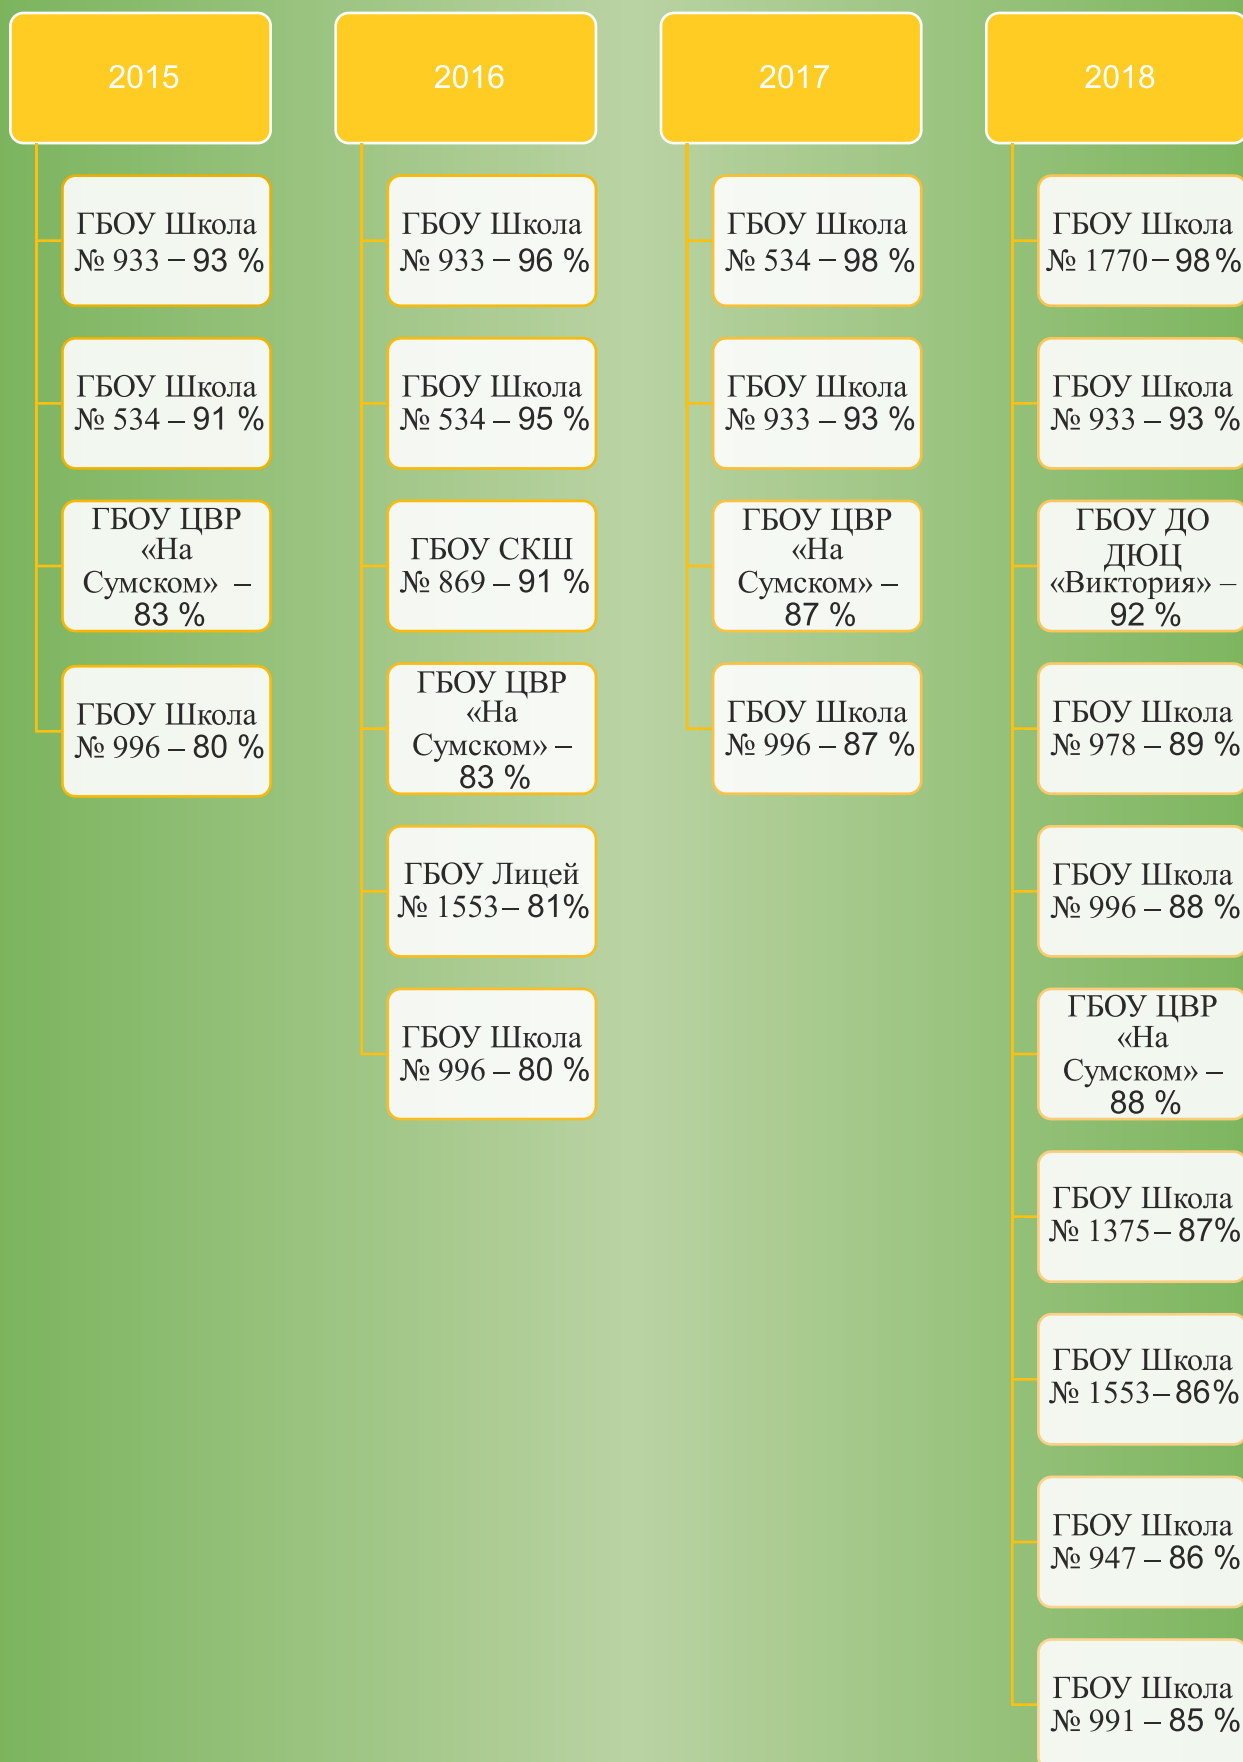 2015
ГБОУ Школа
№ 933 – 93 %
ГБОУ Школа
№ 534 – 91 %
ГБОУ ЦВР
«На
Сумском» –
83 %
ГБОУ Школа
№ 996 – 80 %
2016
ГБОУ Школа
№ 933 – 96 %
ГБОУ Школа
№ 534 – 95 %
ГБОУ СКШ
№ 869 – 91 %
ГБОУ ЦВР
«На
Сумском» –
83 %
ГБОУ Лицей
№ 1553– 81%
ГБОУ Школа
№ 996 – 80 %
2017
ГБОУ Школа
№ 534 – 98 %
ГБОУ Школа
№ 933 – 93 %
ГБОУ ЦВР
«На
Сумском» –
87 %
ГБОУ Школа
№ 996 – 87 %
2018
ГБОУ Школа
№ 1770– 98%
ГБОУ Школа
№ 933 – 93 %
ГБОУ ДО
ДЮЦ
«Виктория» –
92 %
ГБОУ Школа
№ 978 – 89 %
ГБОУ Школа
№ 996 – 88 %
ГБОУ ЦВР
«На
Сумском» –
88 %
ГБОУ Школа
№ 1375– 87%
ГБОУ Школа
№ 1553– 86%
ГБОУ Школа
№ 947 – 86 %
ГБОУ Школа
№ 991 – 85 %